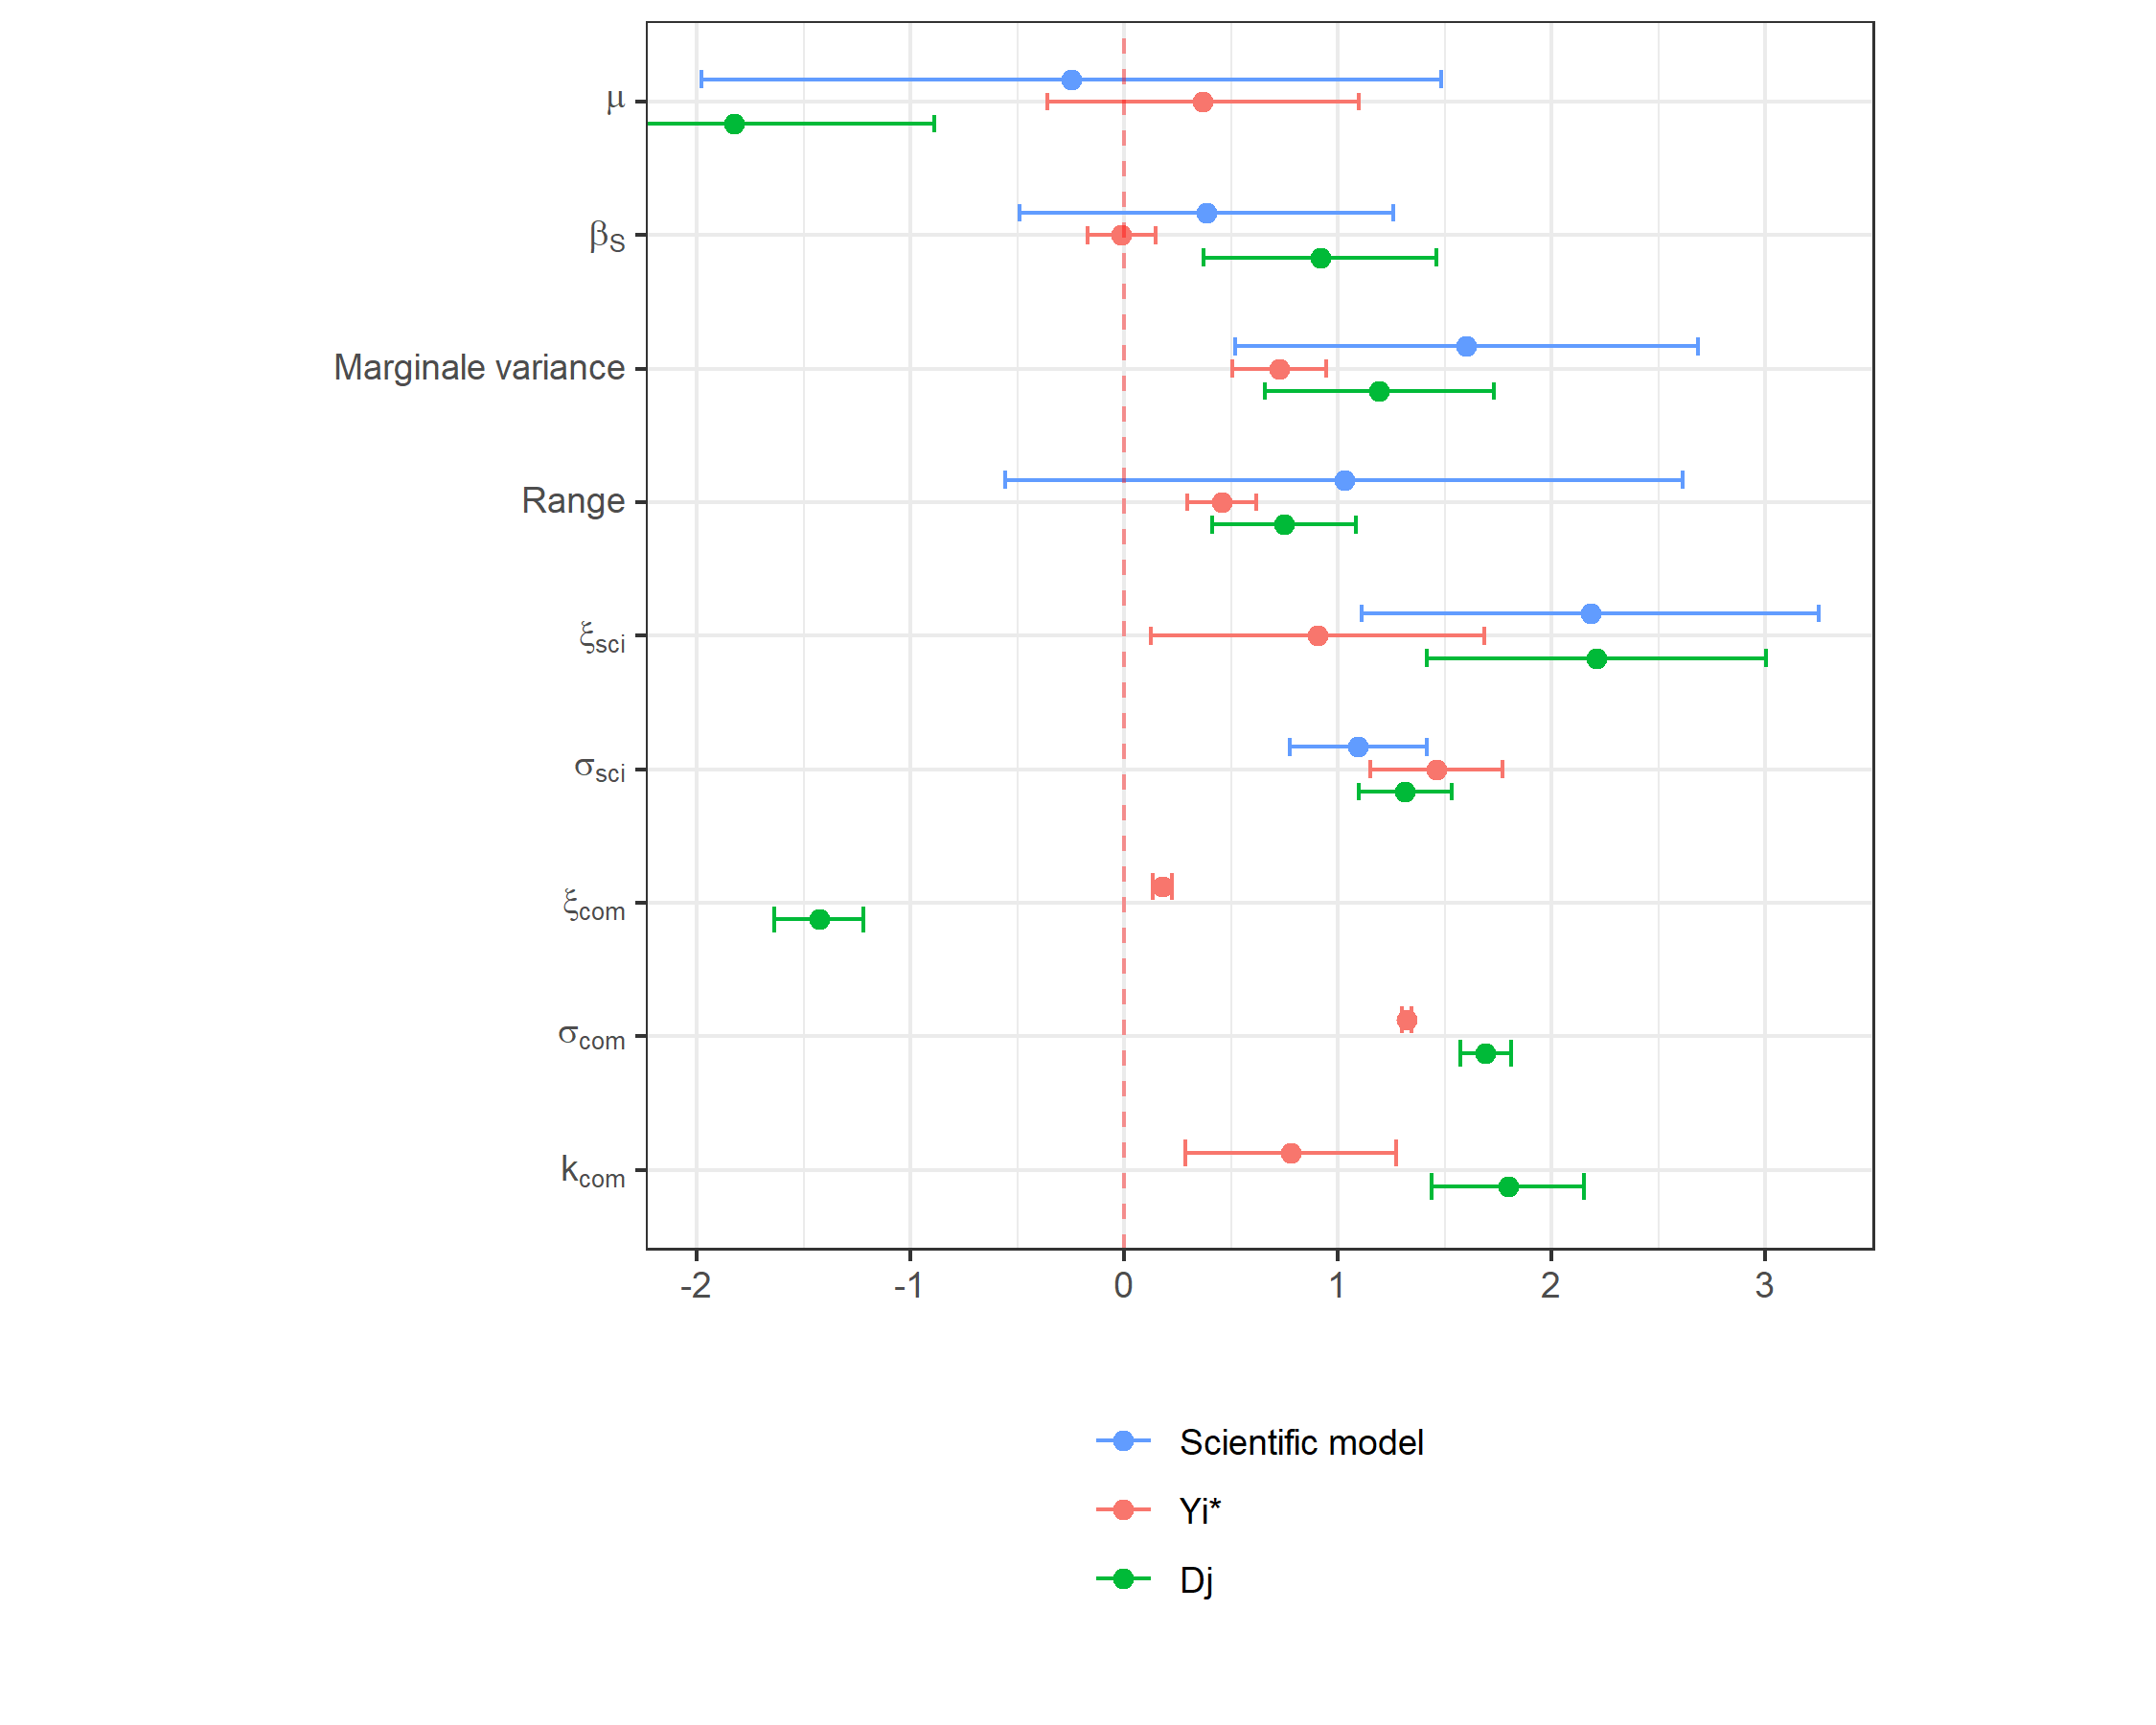 μ
βS
Marginale variance
Range
ξsci
σsci
ξcom
σcom
kcom
-2 -1 0 1 2 3
Scientific model
Yi*
Dj